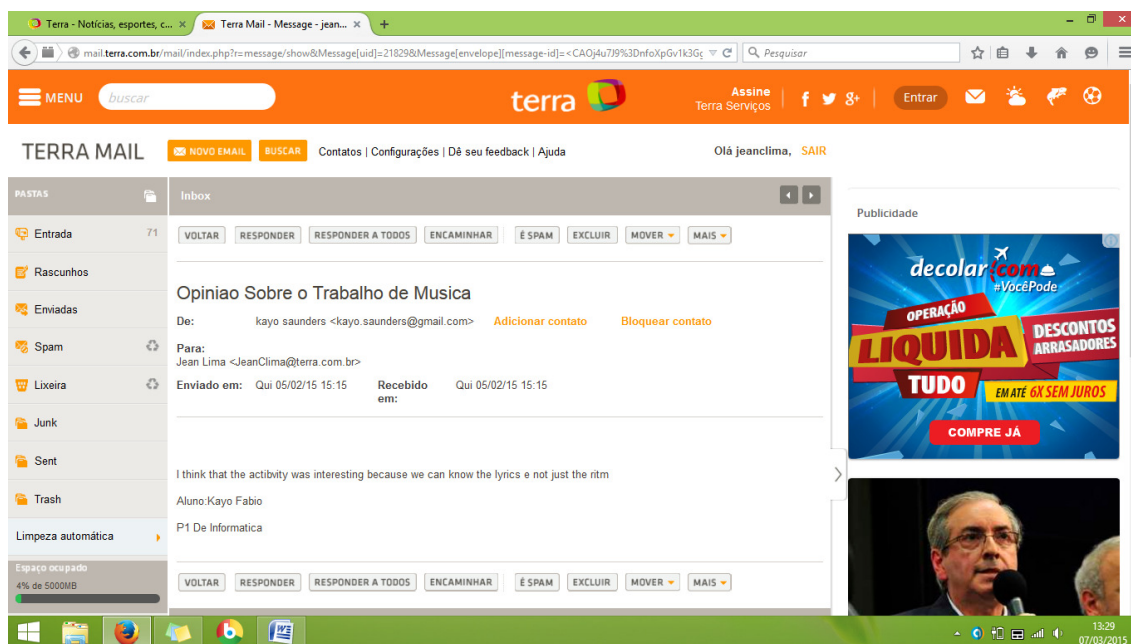 Terra - Notícias, esportes, c... ×
Terra Mail - Message - jean... ×
mail.terra.com.br/mail/index.php?r=message/show&Message[uid]=21829&Message[envelope][message-id]=
Pesquisar
MENU buscar terra Assine Terra Serviços f 8+ Entrar
TERRA MAIL NOVO EMAIL BUSCAR Contatos | Configurações | Dê seu feedback | Ajuda Olá jeanclima, SAIR
PASTAS
Entrada 71
Rascunhos
Enviadas
Spam
Lixeira
Junk
Sent
Trash
Limpeza automática
Espaço ocupado
4% de 5000MB
Inbox
VOLTAR RESPONDER RESPONDER A TODOS ENCAMINHAR É SPAM EXCLUIR MOVER MAIS
Opiniao Sobre o Trabalho de Musica
De: kayo saunders <kayo.saunders@gmail.com> Adicionar contato Bloquear contato
Para:
Jean Lima <JeanClima@terra.com.br>
Enviado em: Qui 05/02/15 15:15 Recebido em: Qui 05/02/15 15:15
I think that the actibvity was interesting because we can know the lyrics e not just the ritm
Aluno:Kayo Fabio
P1 De Informatica
VOLTAR RESPONDER RESPONDER A TODOS ENCAMINHAR É SPAM EXCLUIR MOVER MAIS
Publicidade
decolar.com
#VocêPode
OPERAÇÃO
LIQUIDA
TUDO
DESCONTOS
ARRASADORES
EM ATÉ 6X SEM JUROS
COMPRE JÁ
13:29
07/03/2015